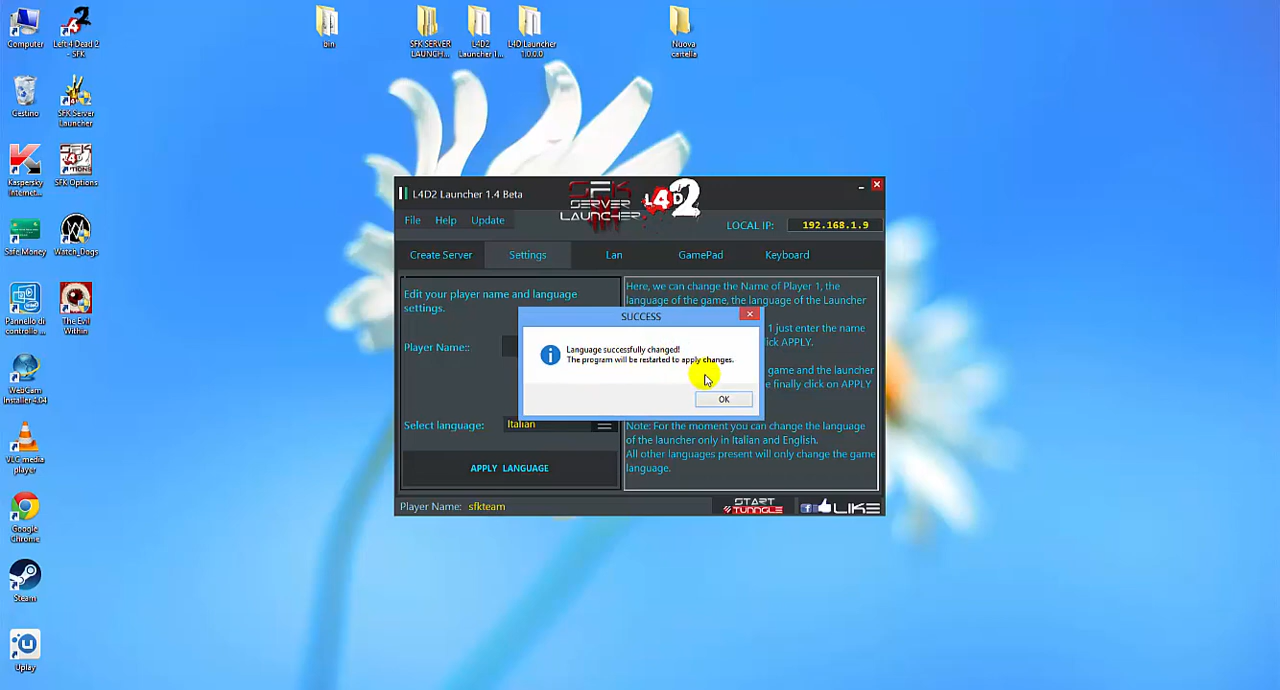 Computer
Left 4 Dead 2 - SFK
bin
SFK SERVER LAUNCH...
L4D2 Launcher 1...
L4D Launcher 1.0.0.0
Nuova cartella
Cestino
SFK Server Launcher
Kaspersky Internet...
SFK Options
Safe Money
Watch_Dogs
Pannello di controllo ...
The Evil Within
WebCam Installer 4.04
VLC media player
Google Chrome
Steam
Uplay
L4D2 Launcher 1.4 Beta
SFK
SERVER
LAUNCHER
L4D2
File Help Update
LOCAL IP: 192.168.1.9
Create Server Settings Lan GamePad Keyboard
Edit your player name and language
settings.
Player Name::
Select language: Italian
APPLY LANGUAGE
Here, we can change the Name of Player 1, the
language of the game, the language of the Launcher
1 just enter the name
ick APPLY.
game and the launcher
e finally click on APPLY
Note: For the moment you can change the language
of the launcher only in Italian and English.
All other languages present will only change the game
language.
SUCCESS
Language successfully changed!
The program will be restarted to apply changes.
OK
Player Name: sfkteam
START
TUNNGLE
f LIKE